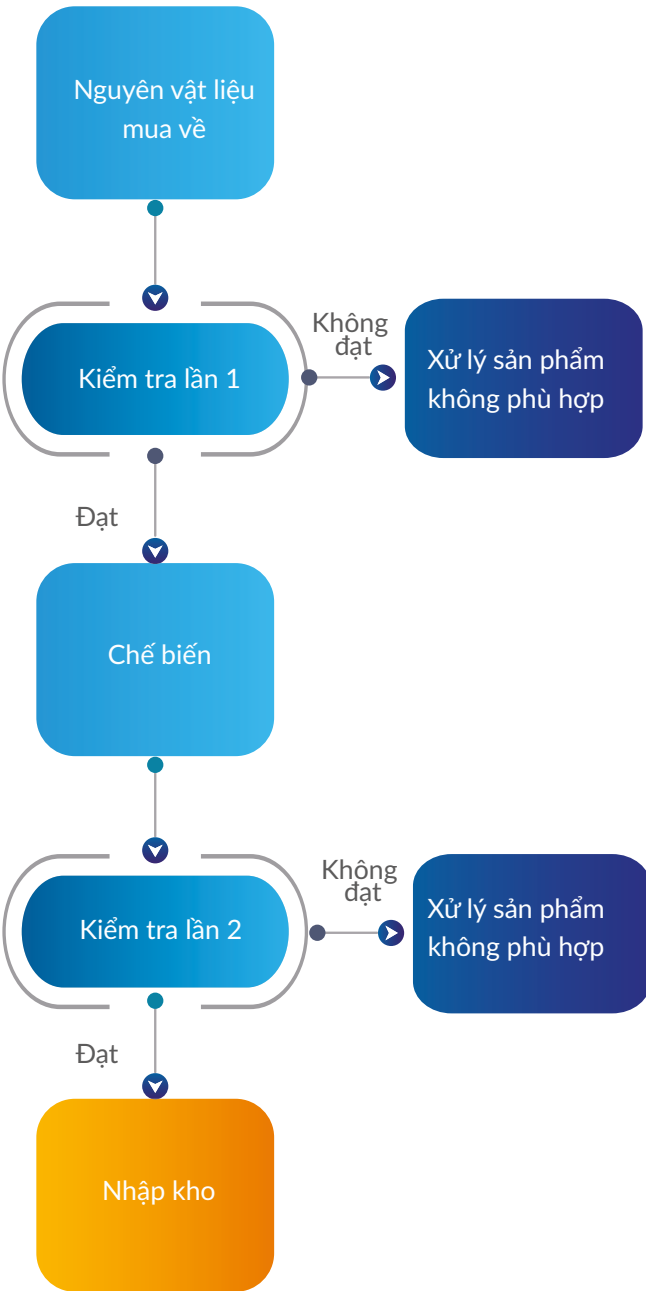 Nguyên vật liệu
mua về
Không
đạt
Kiểm tra lần 1
Xử lý sản phẩm
không phù hợp
Đạt
Chế biến
Không
đạt
Kiểm tra lần 2
Xử lý sản phẩm
không phù hợp
Đạt
Nhập kho